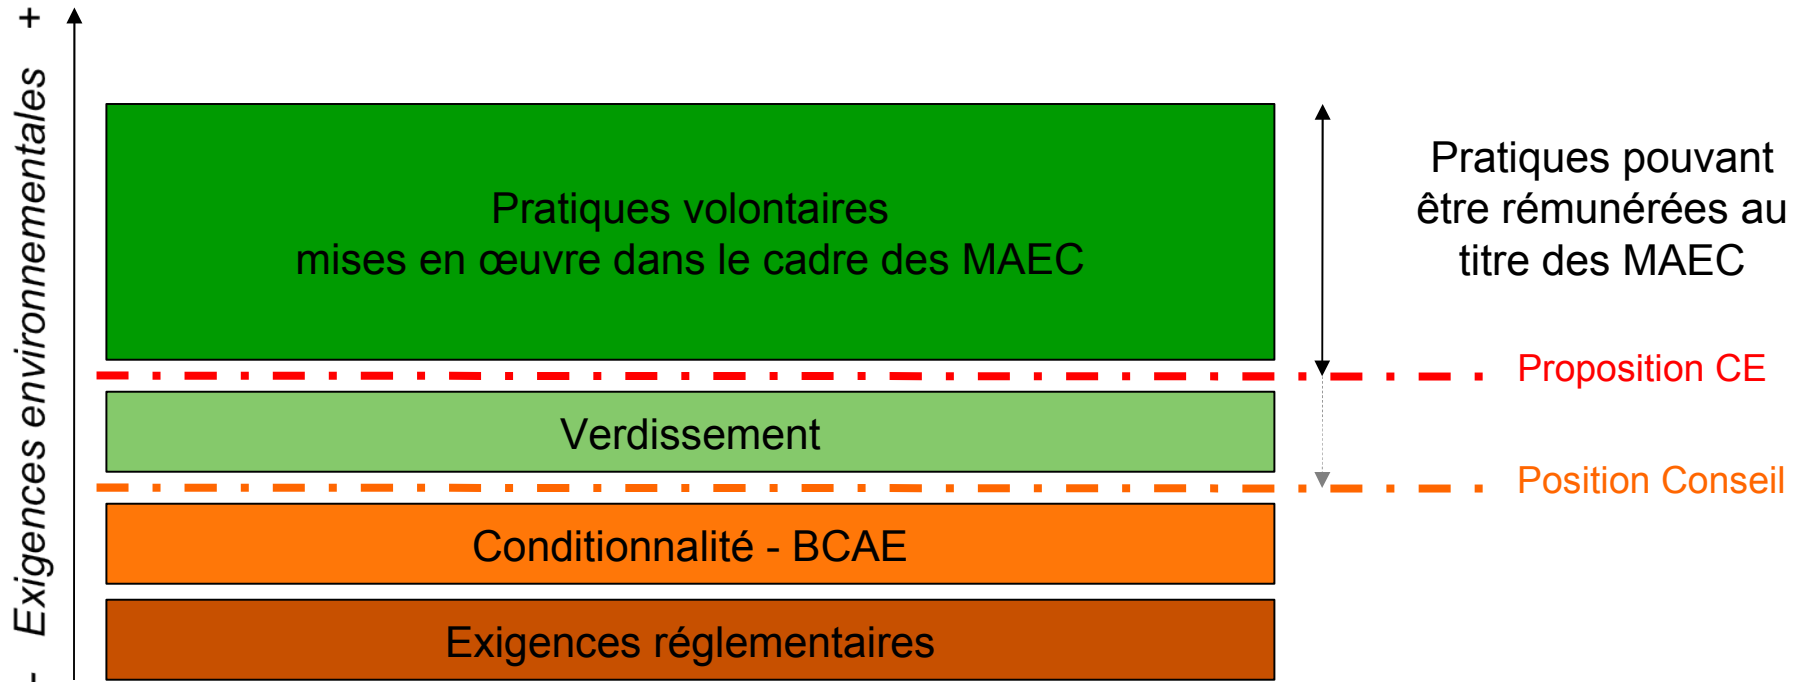 +
Exigences environnementales
-
Pratiques volontaires
mises en œuvre dans le cadre des MAEC
Pratiques pouvant
être rémunérées au
titre des MAEC
Proposition CE
Verdissement
Position Conseil
Conditionnalité - BCAE
Exigences réglementaires